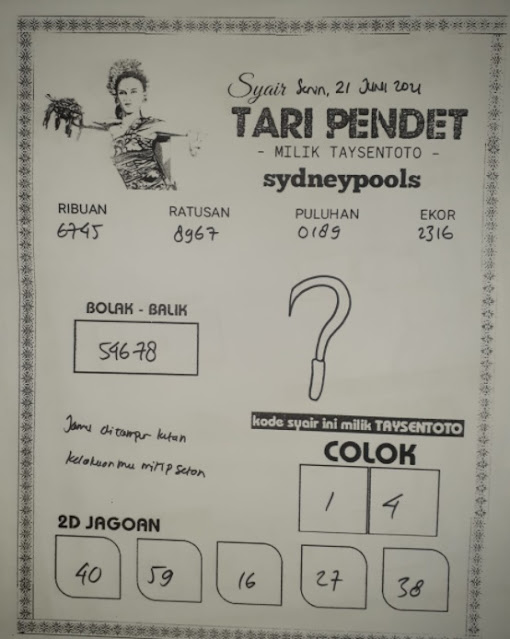 Syair Senin, 21 Juni 2021
TARI PENDET
- MILIK TAYSENTOTO -
sydneypools
RIBUAN RATUSAN PULUHAN EKOR
6745 8967 0189 2316
BOLAK - BALIK
59678
kode syair ini milik TAYSENTOTO
Jamu dicampur ketan
kelakuanmu mirip setan
COLOK
1 4
2D JAGOAN
40 59 16 27 38